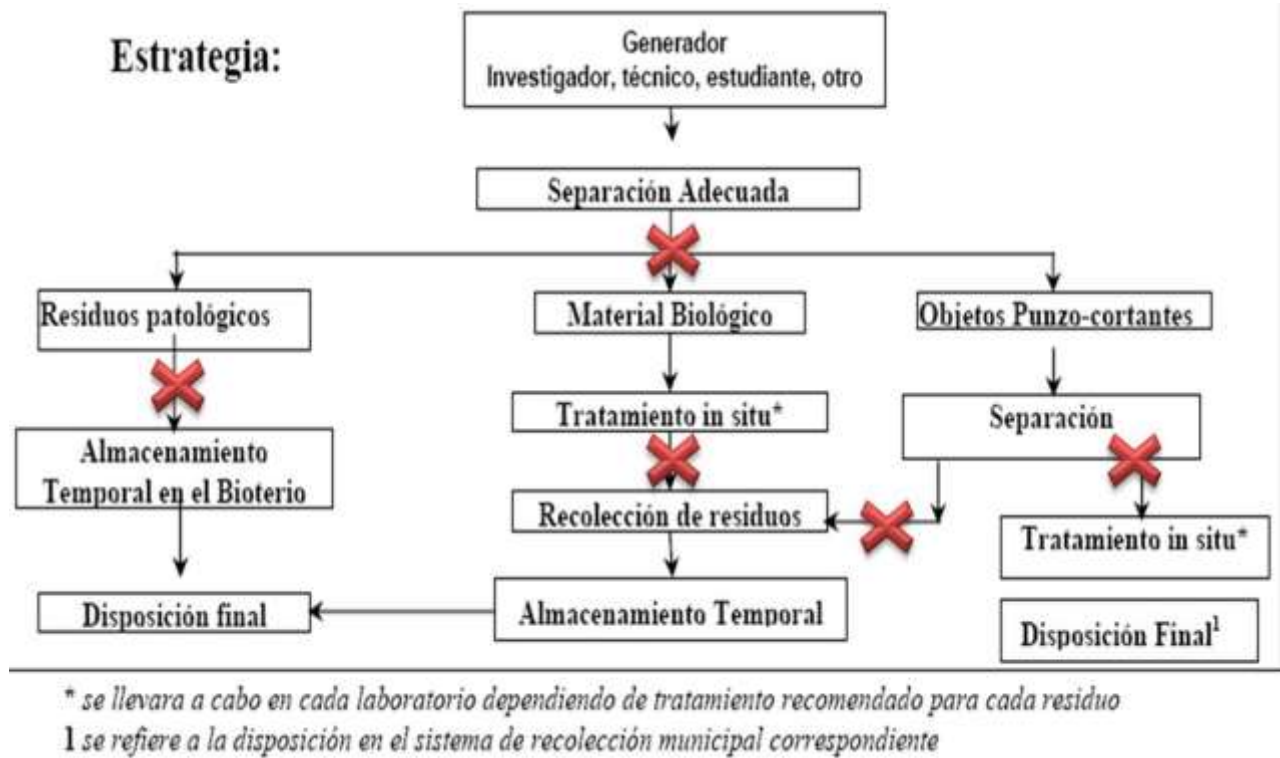 Estrategia:
Generador
Investigador, técnico, estudiante, otro
Separación Adecuada
Residuos patológicos
Material Biológico
Objetos Punzo-cortantes
Tratamiento in situ*
Separación
Almacenamiento
Temporal en el Bioterio
Recolección de residuos
Tratamiento in situ*
Disposición final
Almacenamiento Temporal
Disposición Final1
* se llevara a cabo en cada laboratorio dependiendo de tratamiento recomendado para cada residuo
1 se refiere a la disposición en el sistema de recolección municipal correspondiente